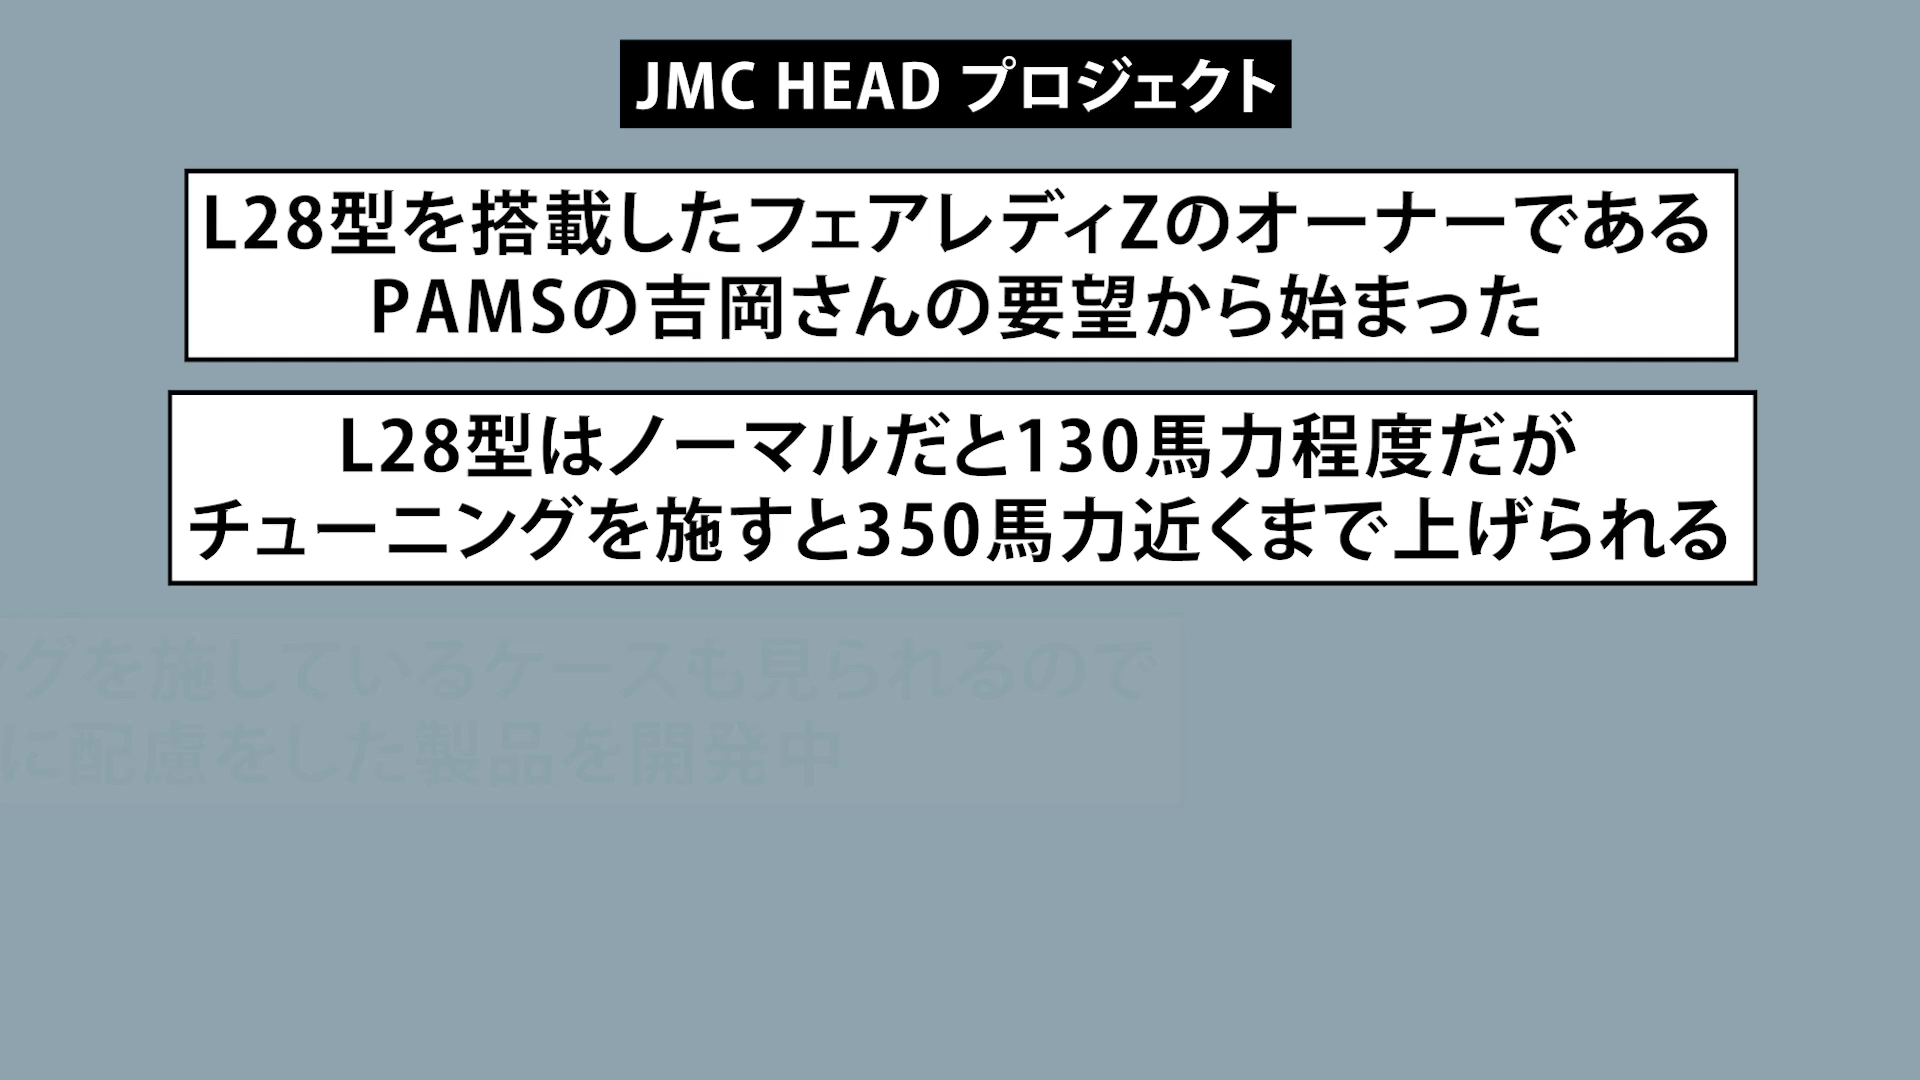 JMC HEAD プロジェクト
L28型を搭載したフェアレディZのオーナーである
PAMSの吉岡さんの要望から始まった
L28型はノーマルだと130馬力程度だが
チューニングを施すと350馬力近くまで上げられる
グを施しているケースも見られるので
に配慮をした製品を開発中